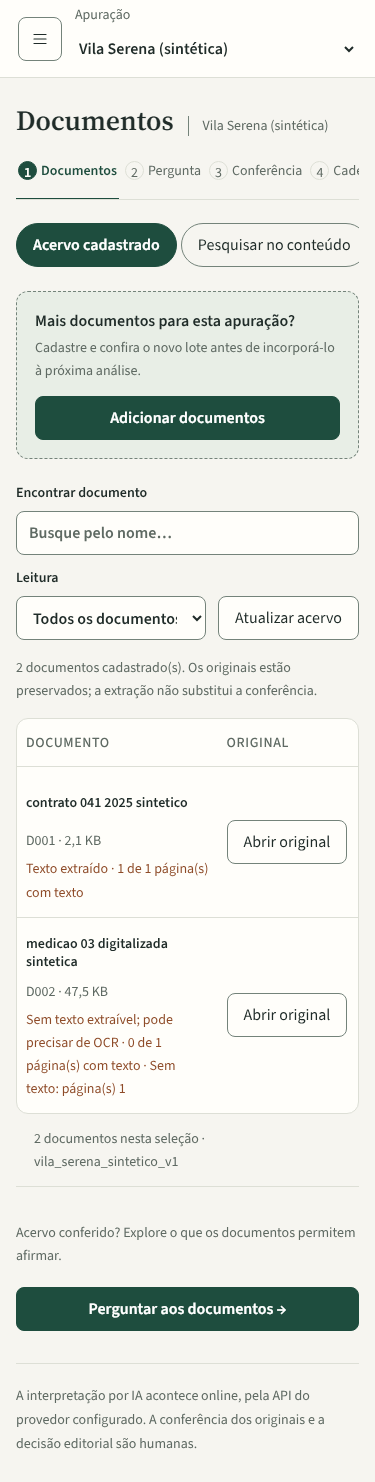 Apuração
Vila Serena (sintética)
Documentos
Vila Serena (sintética)
1 Documentos 2 Pergunta 3 Conferência 4 Cade
Acervo cadastrado
Pesquisar no conteúdo
Mais documentos para esta apuração?
Cadastre e confira o novo lote antes de incorporá-lo
à próxima análise.
Adicionar documentos
Encontrar documento
Busque pelo nome…
Leitura
Todos os documentos
Atualizar acervo
2 documentos cadastrado(s). Os originais estão
preservados; a extração não substitui a conferência.
DOCUMENTO ORIGINAL
contrato 041 2025 sintetico
D001 · 2,1 KB
Texto extraído · 1 de 1 página(s)
com texto
Abrir original
medicao 03 digitalizada
sintetica
D002 · 47,5 KB
Sem texto extraível; pode
precisar de OCR · 0 de 1
página(s) com texto · Sem
texto: página(s) 1
Abrir original
2 documentos nesta seleção ·
vila_serena_sintetico_v1
Acervo conferido? Explore o que os documentos permitem
afirmar.
Perguntar aos documentos →
A interpretação por IA acontece online, pela API do
provedor configurado. A conferência dos originais e a
decisão editorial são humanas.